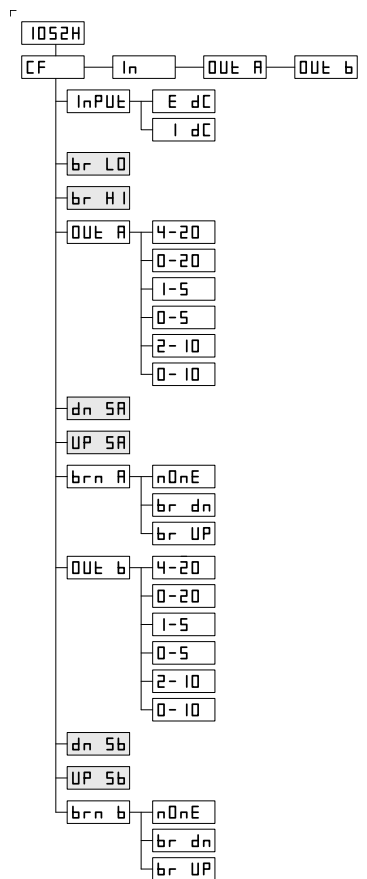 1052H
CF In OUt A OUt b
InPUt E dC
I dC
br LO
br HI
OUt A 4-20
0-20
1-5
0-5
2-10
0-10
dn SA
UP SA
brn A nOnE
br dn
br UP
OUt b 4-20
0-20
1-5
0-5
2-10
0-10
dn Sb
UP Sb
brn b nOnE
br dn
br UP